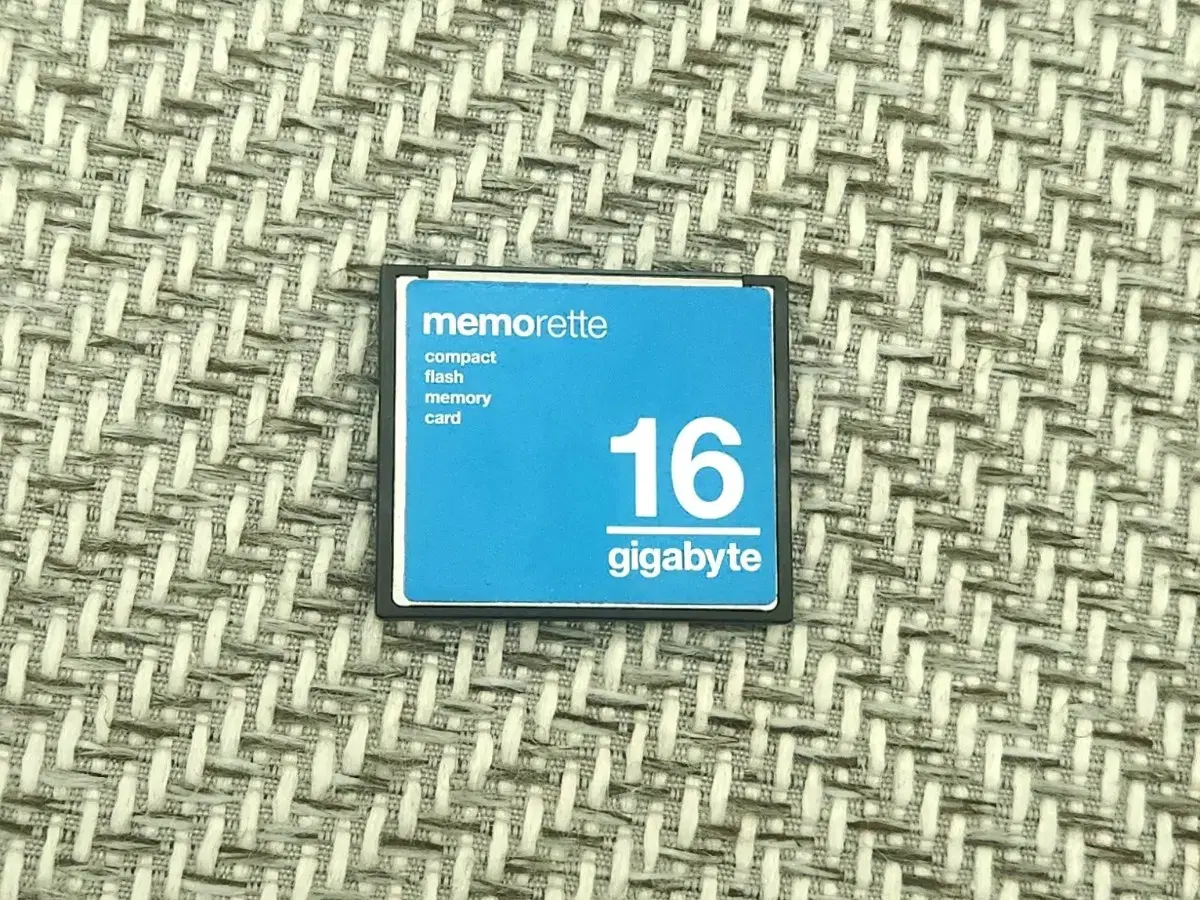 memorette
compact
flash
memory
card
16
gigabyte